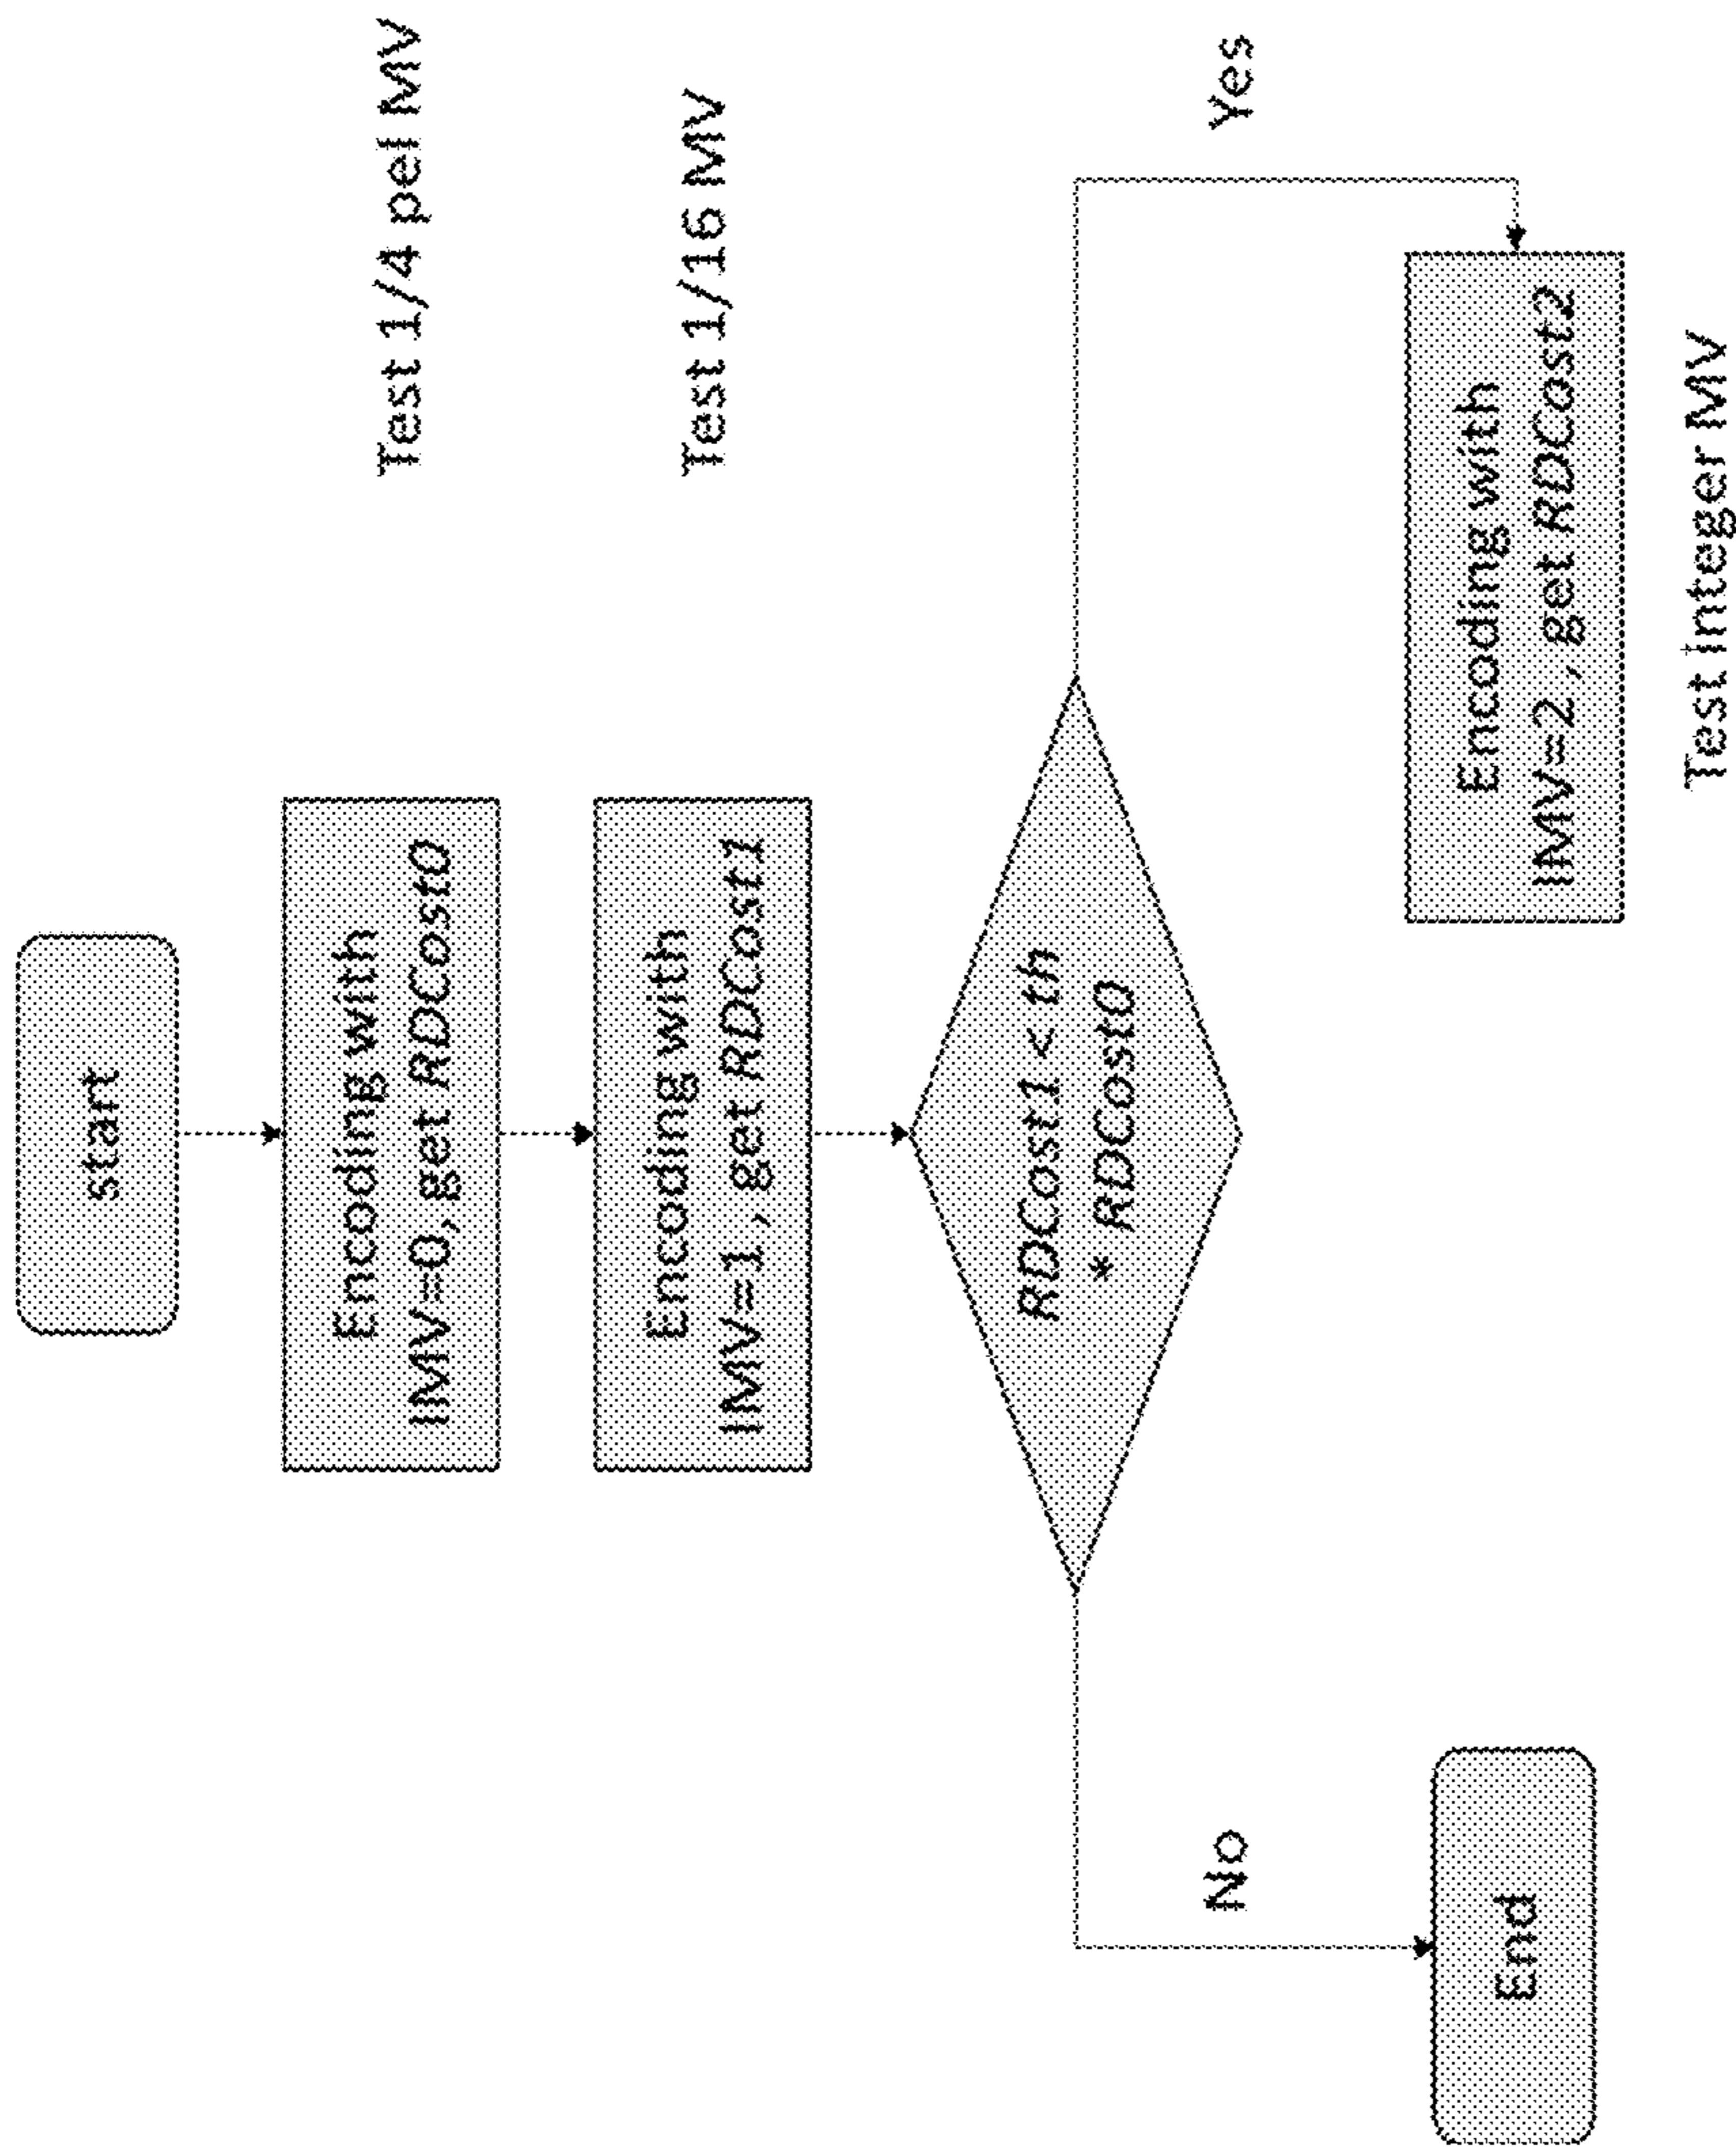 start
Encoding with
IMV=0, get RDCost0
Test 1/4 pel MV
Encoding with
IMV=1 , get RDCost1
Test 1/16 MV
RDCost1 < th
* RDCost0
No
Yes
End
Encoding with
IMV=2 , get RDCost2
Test Integer MV